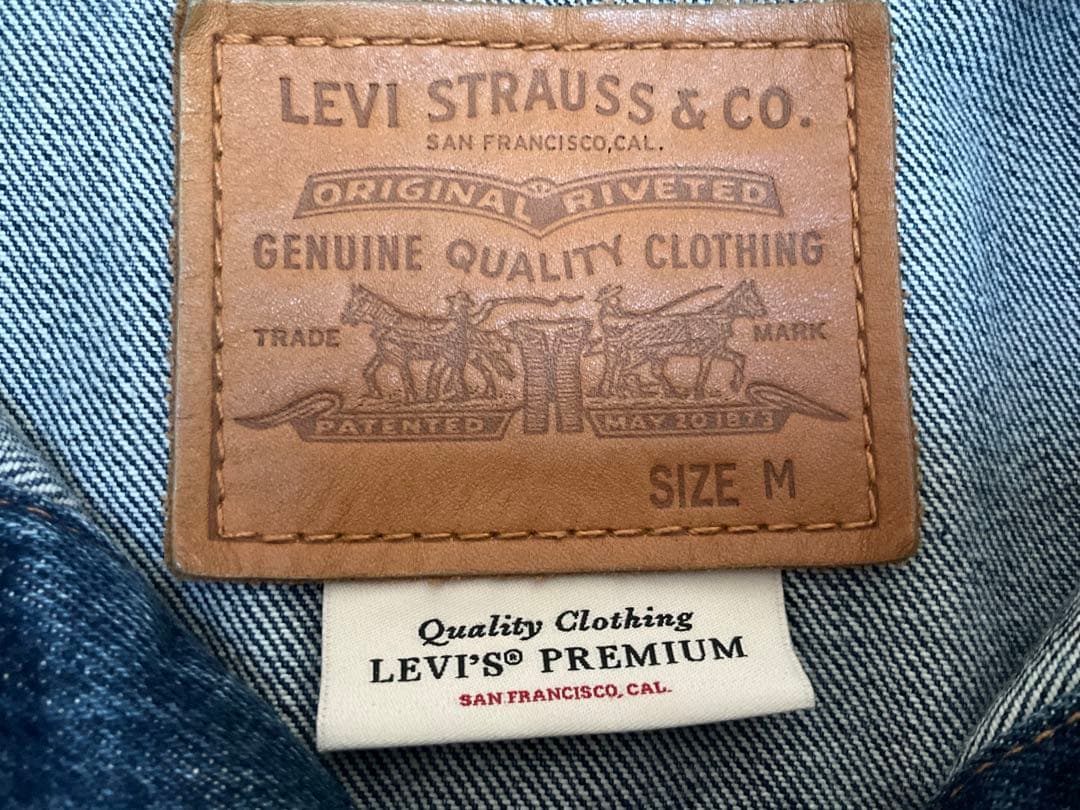 LEVI STRAUSS & CO.
SAN FRANCISCO, CAL.
ORIGINAL RIVETED
GENUINE QUALITY CLOTHING
TRADE MARK
PATENTED MAY 20 1873
SIZE M
Quality Clothing
LEVI'S® PREMIUM
SAN FRANCISCO, CAL.